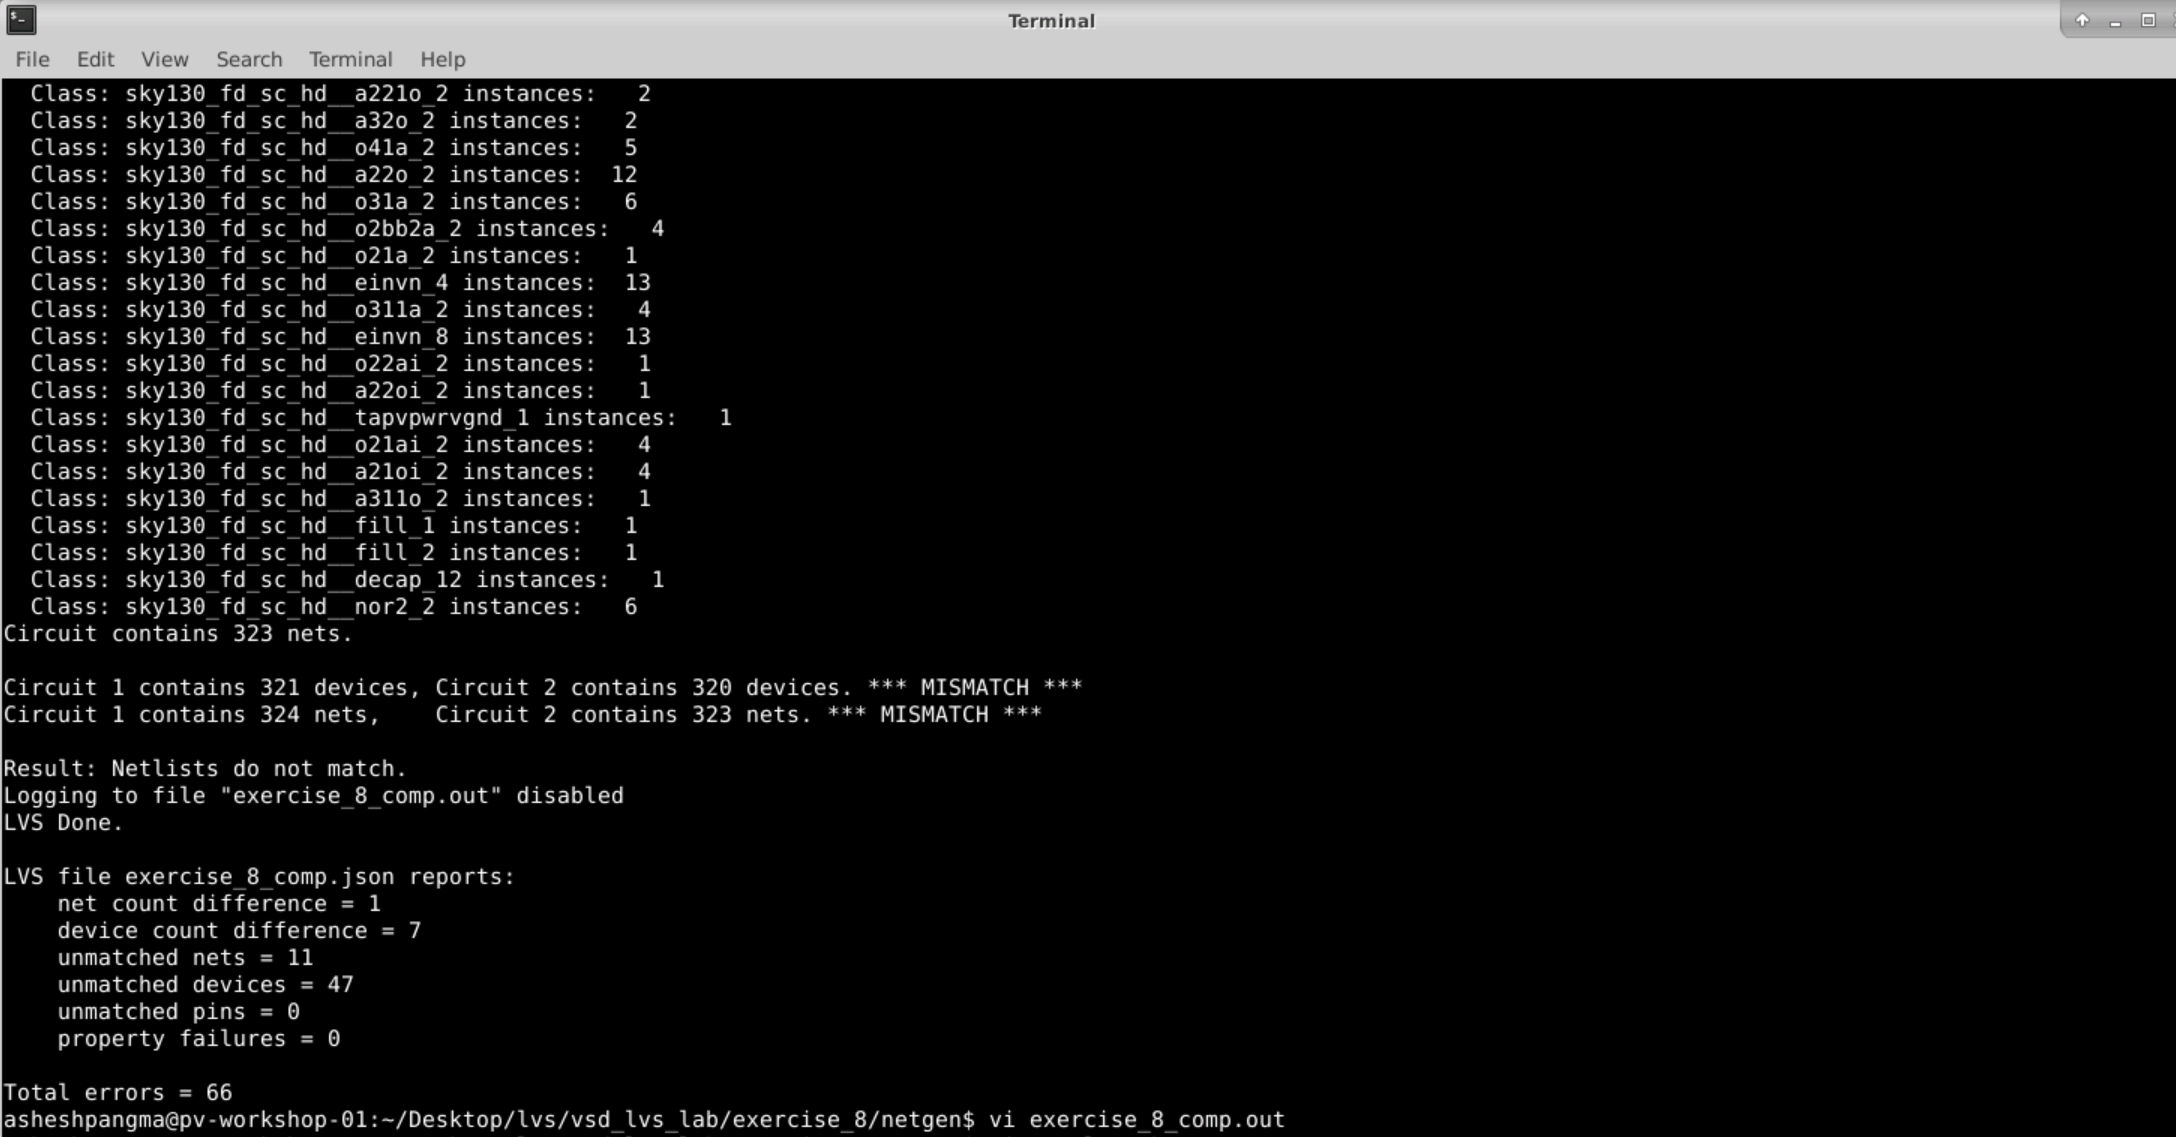 Terminal
File Edit View Search Terminal Help
Class: sky130_fd_sc_hd__a221o_2 instances:   2
Class: sky130_fd_sc_hd__a32o_2 instances:   2
Class: sky130_fd_sc_hd__o41a_2 instances:   5
Class: sky130_fd_sc_hd__a22o_2 instances:  12
Class: sky130_fd_sc_hd__o31a_2 instances:   6
Class: sky130_fd_sc_hd__o2bb2a_2 instances:   4
Class: sky130_fd_sc_hd__o21a_2 instances:   1
Class: sky130_fd_sc_hd__einvn_4 instances:  13
Class: sky130_fd_sc_hd__o311a_2 instances:   4
Class: sky130_fd_sc_hd__einvn_8 instances:  13
Class: sky130_fd_sc_hd__o22ai_2 instances:   1
Class: sky130_fd_sc_hd__a22oi_2 instances:   1
Class: sky130_fd_sc_hd__tapvpwrvgnd_1 instances:   1
Class: sky130_fd_sc_hd__o21ai_2 instances:   4
Class: sky130_fd_sc_hd__a21oi_2 instances:   4
Class: sky130_fd_sc_hd__a311o_2 instances:   1
Class: sky130_fd_sc_hd__fill_1 instances:   1
Class: sky130_fd_sc_hd__fill_2 instances:   1
Class: sky130_fd_sc_hd__decap_12 instances:   1
Class: sky130_fd_sc_hd__nor2_2 instances:   6
Circuit contains 323 nets.
Circuit 1 contains 321 devices, Circuit 2 contains 320 devices. *** MISMATCH ***
Circuit 1 contains 324 nets,    Circuit 2 contains 323 nets. *** MISMATCH ***
Result: Netlists do not match.
Logging to file "exercise_8_comp.out" disabled
LVS Done.
LVS file exercise_8_comp.json reports:
net count difference = 1
device count difference = 7
unmatched nets = 11
unmatched devices = 47
unmatched pins = 0
property failures = 0
Total errors = 66
asheshpangma@pv-workshop-01:~/Desktop/lvs/vsd_lvs_lab/exercise_8/netgen$ vi exercise_8_comp.out